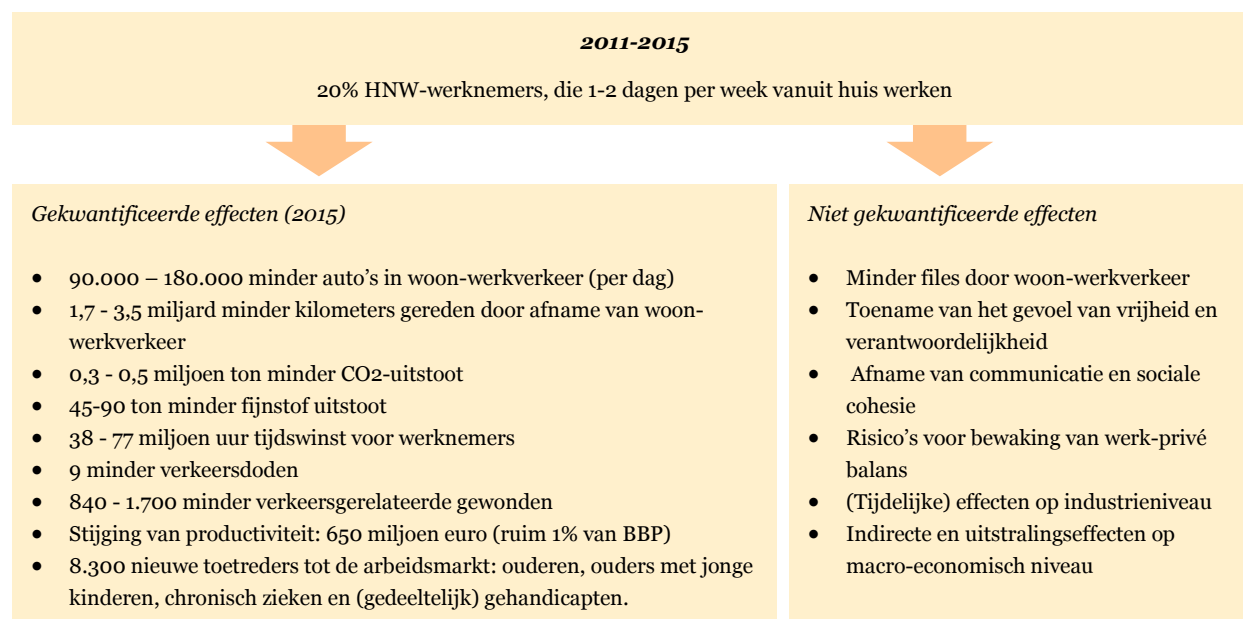 2011-2015
20% HNW-werknemers, die 1-2 dagen per week vanuit huis werken
Gekwantificeerde effecten (2015)
• 90.000 – 180.000 minder auto's in woon-werkverkeer (per dag)
• 1,7 - 3,5 miljard minder kilometers gereden door afname van woon-
werkverkeer
• 0,3 - 0,5 miljoen ton minder CO2-uitstoot
• 45-90 ton minder fijnstof uitstoot
• 38 - 77 miljoen uur tijdswinst voor werknemers
• 9 minder verkeersdoden
• 840 - 1.700 minder verkeersgerelateerde gewonden
• Stijging van productiviteit: 650 miljoen euro (ruim 1% van BBP)
• 8.300 nieuwe toetreders tot de arbeidsmarkt: ouderen, ouders met jonge
kinderen, chronisch zieken en (gedeeltelijk) gehandicapten.
Niet gekwantificeerde effecten
• Minder files door woon-werkverkeer
• Toename van het gevoel van vrijheid en
verantwoordelijkheid
• Afname van communicatie en sociale
cohesie
• Risico's voor bewaking van werk-privé
balans
• (Tijdelijke) effecten op industrieniveau
• Indirecte en uitstralingseffecten op
macro-economisch niveau